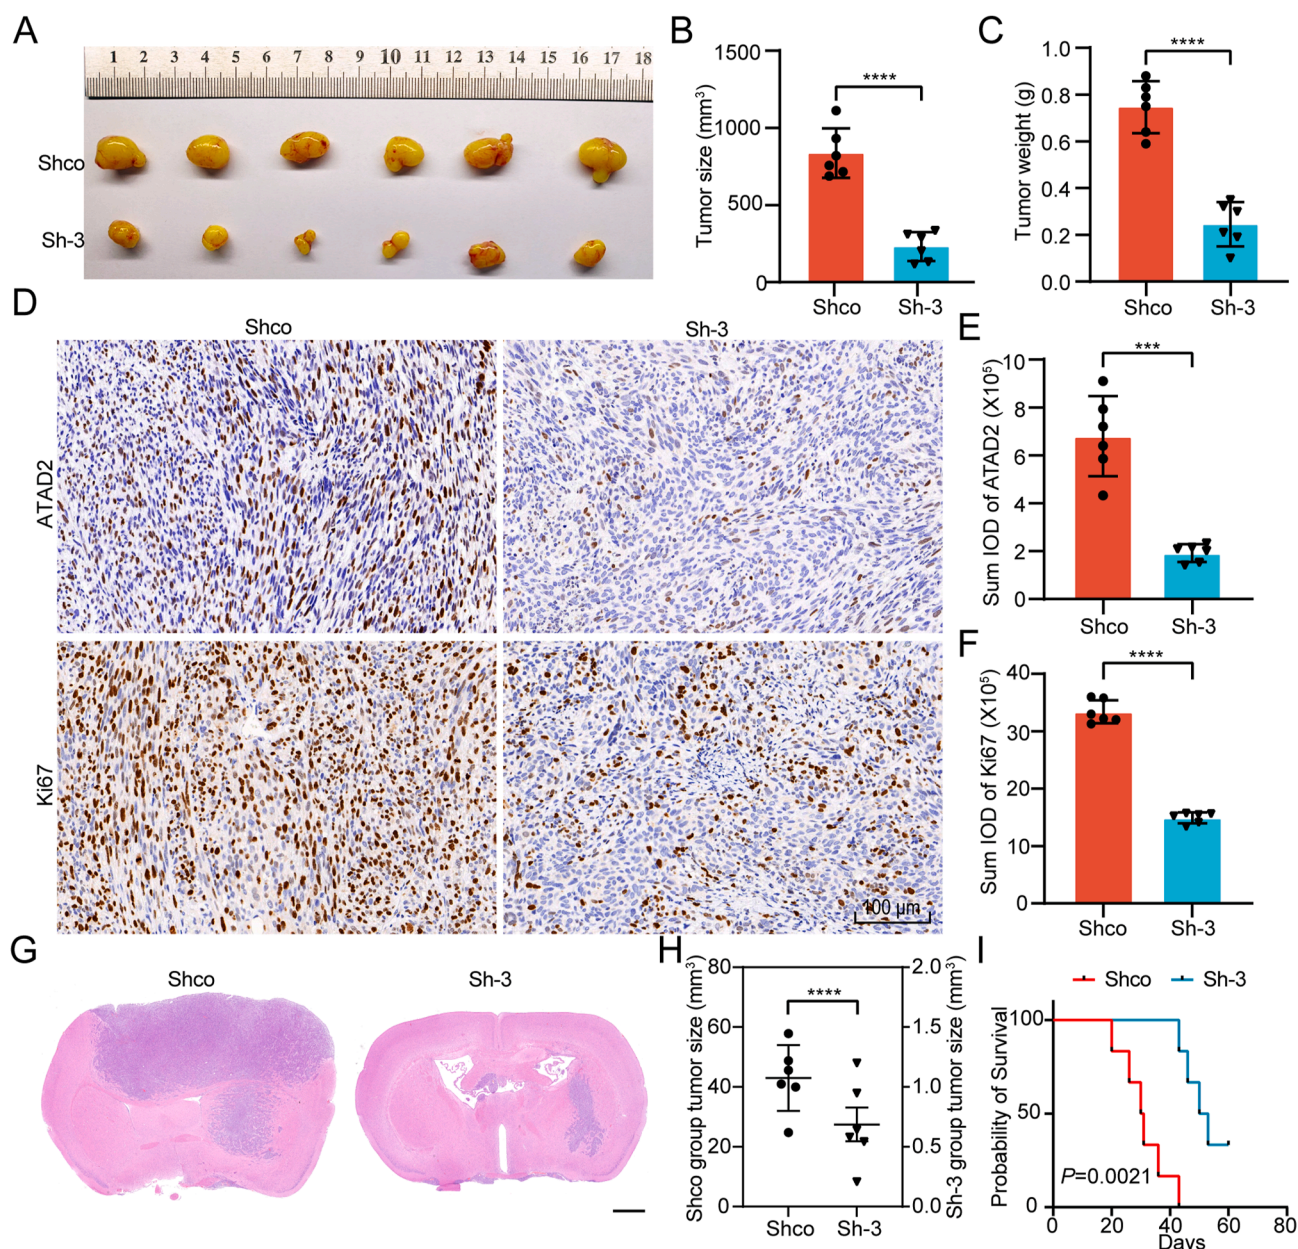 A
1 2 3 4 5 6 7 8 9 10 11 12 13 14 15 16 17 18
Shco
Sh-3
B
Tumor size (mm³)
1500
1000
500
0
****
Shco Sh-3
C
Tumor weight (g)
1.0
0.8
0.6
0.4
0.2
0.0
****
Shco Sh-3
D
Shco Sh-3
ATAD2
Ki67
100 μm
E
Sum IOD of ATAD2 (X10⁵)
10
8
6
4
2
0
***
Shco Sh-3
F
Sum IOD of Ki67 (X10⁵)
40
30
20
10
0
****
Shco Sh-3
G
Shco Sh-3
H
Shco group tumor size (mm³)
80
60
40
20
0
****
2.0
1.5
1.0
0.5
0.0
Sh-3 group tumor size (mm³)
Shco Sh-3
I
Shco Sh-3
Probability of Survival
100
50
0
P=0.0021
0 20 40 60 80
Days